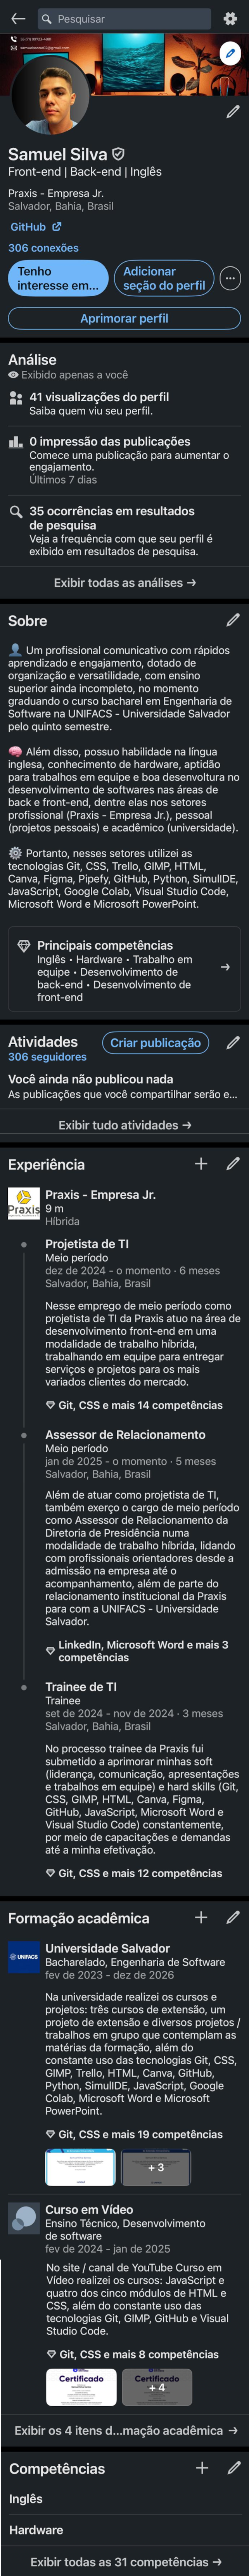 Pesquisar
Samuel Silva
Front-end | Back-end | Inglês
Praxis - Empresa Jr.
Salvador, Bahia, Brasil
GitHub
306 conexões
Tenho
interesse em...
Adicionar
seção do perfil
Aprimorar perfil
Análise
Exibido apenas a você
41 visualizações do perfil
Saiba quem viu seu perfil.
0 impressão das publicações
Comece uma publicação para aumentar o
engajamento.
Últimos 7 dias
35 ocorrências em resultados
de pesquisa
Veja a frequência com que seu perfil é
exibido em resultados de pesquisa.
Exibir todas as análises →
Sobre
👤 Um profissional comunicativo com rápidos
aprendizado e engajamento, dotado de
organização e versatilidade, com ensino
superior ainda incompleto, no momento
graduando o curso bacharel em Engenharia de
Software na UNIFACS - Universidade Salvador
pelo quinto semestre.
🧠 Além disso, possuo habilidade na língua
inglesa, conhecimento de hardware, aptidão
para trabalhos em equipe e boa desenvoltura no
desenvolvimento de softwares nas áreas de
back e front-end, dentre elas nos setores
profissional (Praxis - Empresa Jr.), pessoal
(projetos pessoais) e acadêmico (universidade).
⚙️ Portanto, nesses setores utilizei as
tecnologias Git, CSS, Trello, GIMP, HTML,
Canva, Figma, Pipefy, GitHub, Python, SimulIDE,
JavaScript, Google Colab, Visual Studio Code,
Microsoft Word e Microsoft PowerPoint.
Principais competências
Inglês • Hardware • Trabalho em
equipe • Desenvolvimento de
back-end • Desenvolvimento de
front-end
Atividades
Criar publicação
306 seguidores
Você ainda não publicou nada
As publicações que você compartilhar serão e...
Exibir tudo atividades →
Experiência
Praxis
Praxis - Empresa Jr.
9 m
Híbrida
Projetista de TI
Meio período
dez de 2024 - o momento · 6 meses
Salvador, Bahia, Brasil
Nesse emprego de meio período como
projetista de TI da Praxis atuo na área de
desenvolvimento front-end em uma
modalidade de trabalho híbrida,
trabalhando em equipe para entregar
serviços e projetos para os mais
variados clientes do mercado.
Git, CSS e mais 14 competências
Assessor de Relacionamento
Meio período
jan de 2025 - o momento · 5 meses
Salvador, Bahia, Brasil
Além de atuar como projetista de TI,
também exerço o cargo de meio período
como Assessor de Relacionamento da
Diretoria de Presidência numa
modalidade de trabalho híbrida, lidando
com profissionais orientadores desde a
admissão na empresa até o
acompanhamento, além de parte do
relacionamento institucional da Praxis
para com a UNIFACS - Universidade
Salvador.
LinkedIn, Microsoft Word e mais 3
competências
Trainee de TI
Trainee
set de 2024 - nov de 2024 · 3 meses
Salvador, Bahia, Brasil
No processo trainee da Praxis fui
submetido a aprimorar minhas soft
(liderança, comunicação, apresentações
e trabalhos em equipe) e hard skills (Git,
CSS, GIMP, HTML, Canva, Figma,
GitHub, JavaScript, Microsoft Word e
Visual Studio Code) constantemente,
por meio de capacitações e demandas
até a minha efetivação.
Git, CSS e mais 12 competências
Formação acadêmica
UNIFACS
Universidade Salvador
Bacharelado, Engenharia de Software
fev de 2023 - dez de 2026
Na universidade realizei os cursos e
projetos: três cursos de extensão, um
projeto de extensão e diversos projetos /
trabalhos em grupo que contemplam as
matérias da formação, além do
constante uso das tecnologias Git, CSS,
GIMP, Trello, HTML, Canva, GitHub,
Python, SimulIDE, JavaScript, Google
Colab, Microsoft Word e Microsoft
PowerPoint.
Git, CSS e mais 19 competências
+ 3
Curso em Vídeo
Ensino Técnico, Desenvolvimento
de software
fev de 2024 - jan de 2025
No site / canal de YouTube Curso em
Vídeo realizei os cursos: JavaScript e
quatro dos cinco módulos de HTML e
CSS, além do constante uso das
tecnologias Git, GIMP, GitHub e Visual
Studio Code.
Git, CSS e mais 8 competências
Certificado
Certificado
+ 4
Exibir os 4 itens d...mação acadêmica →
Competências
Inglês
Hardware
Exibir todas as 31 competências →